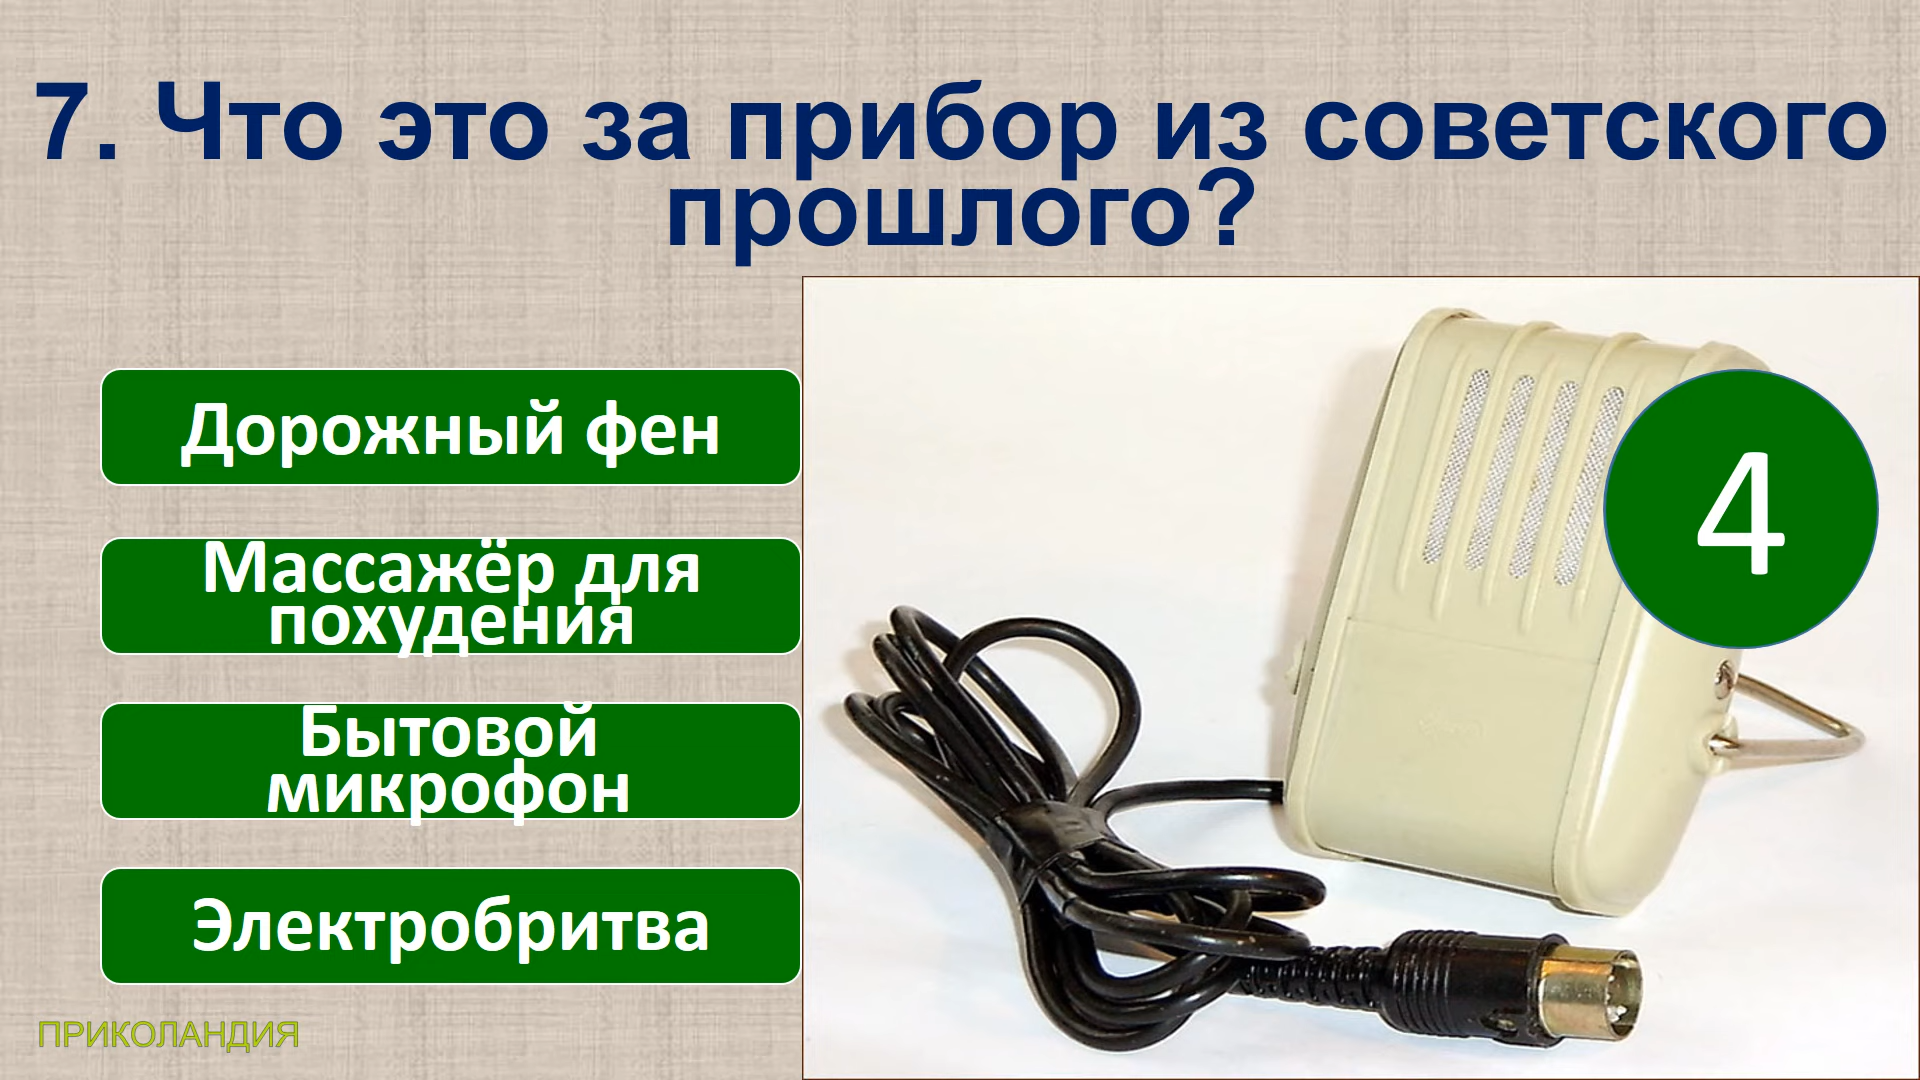 7. Что это за прибор из советского
прошлого?
Дорожный фен
Массажёр для
похудения
Бытовой
микрофон
Электробритва
4
ПРИКОЛАНДИЯ